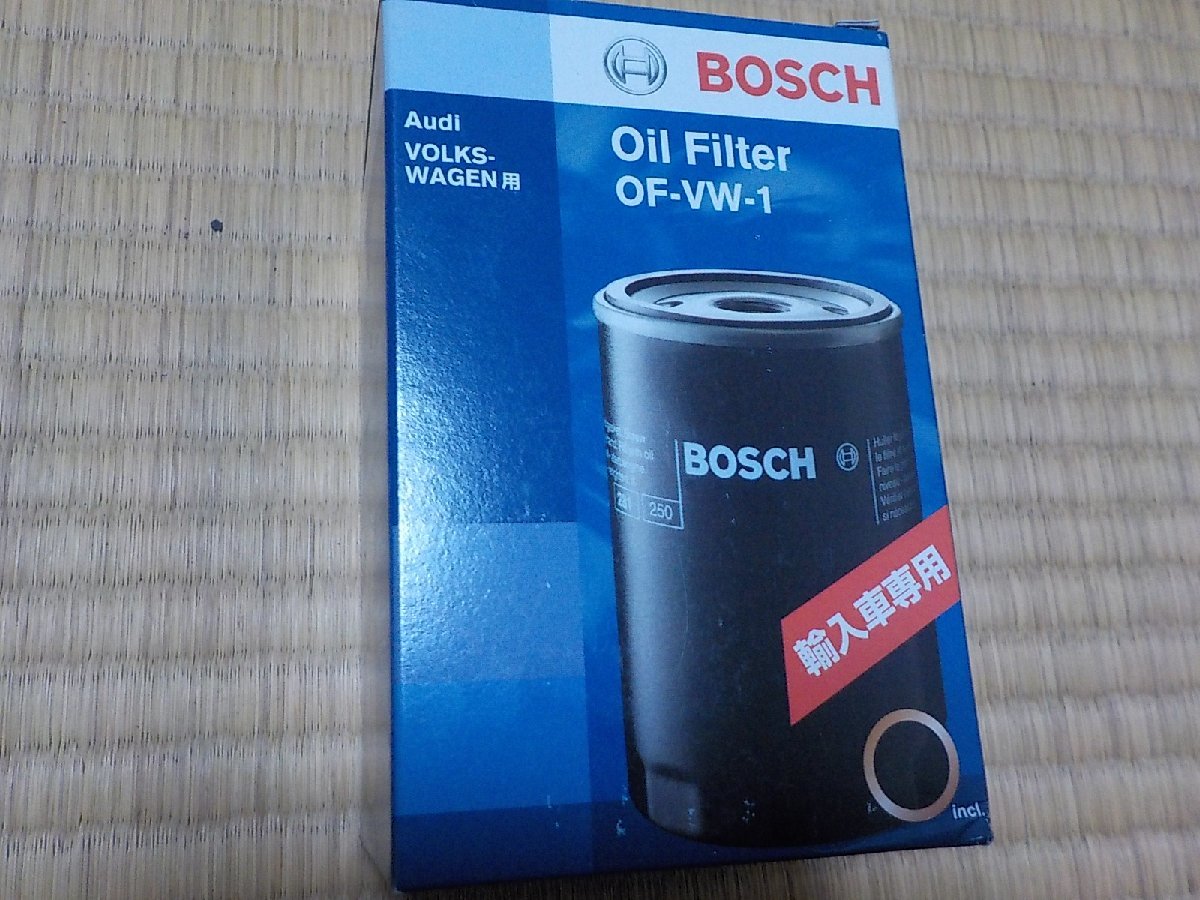 BOSCH
Audi
VOLKS-
WAGEN用
Oil Filter
OF-VW-1
BOSCH
250
輸入車専用
incl.